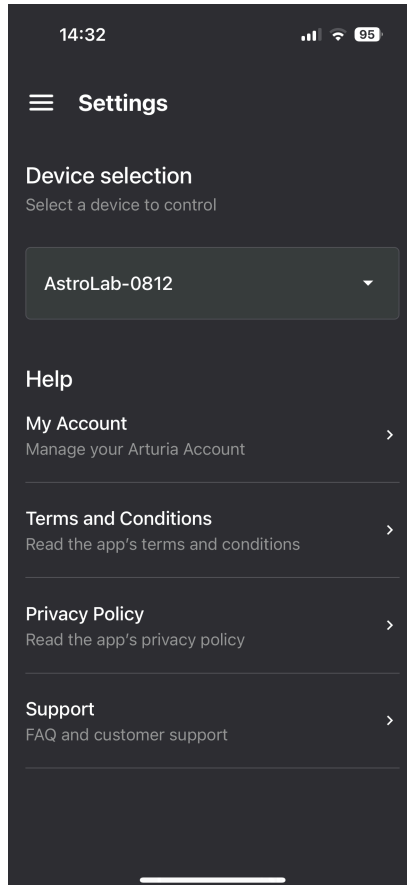 14:32
95
Settings
Device selection
Select a device to control
AstroLab-0812
Help
My Account
Manage your Arturia Account
Terms and Conditions
Read the app's terms and conditions
Privacy Policy
Read the app's privacy policy
Support
FAQ and customer support